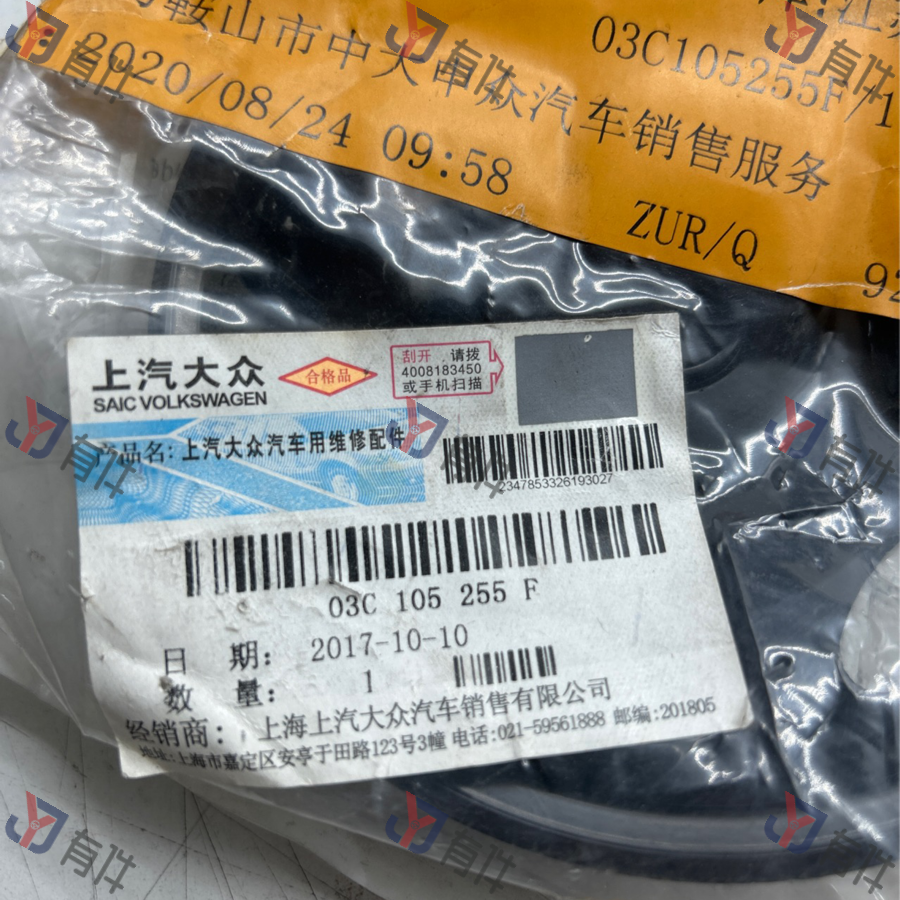 鞍山市中大申众汽车销售服务
03C105255F/1
2020/08/24 09:58
ZUR/Q
92
上汽大众
SAIC VOLKSWAGEN
合格品
刮开,请拨
4008183450
或手机扫描
产品名:上汽大众汽车用维修配件
2347853326193027
03C 105 255 F
日 期: 2017-10-10
数 量: 1
经销商: 上海上汽大众汽车销售有限公司
地址:上海市嘉定区安亭于田路123号3幢 电话:021-59561888 邮编:201805
有件